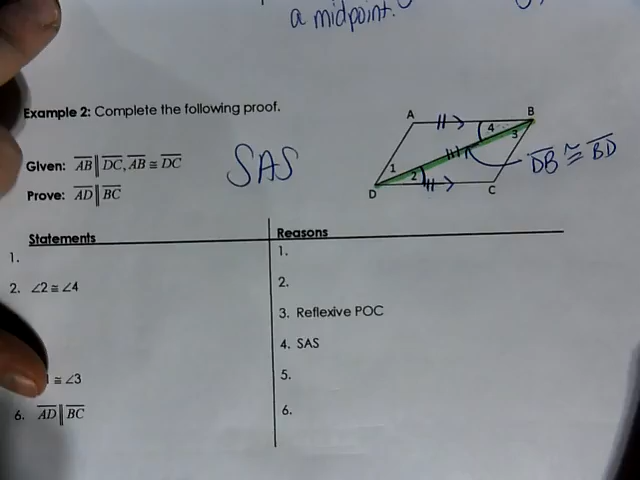 a midpoint.
Example 2: Complete the following proof.
Given: AB ∥ DC, AB ≅ DC
Prove: AD ∥ BC
SAS
A
B
4
3
1
2
D
C
DB ≅ BD
Statements
Reasons
1.
1.
2. ∠2 ≅ ∠4
2.
3. Reflexive POC
4. SAS
≅ ∠3
5.
6. AD ∥ BC
6.